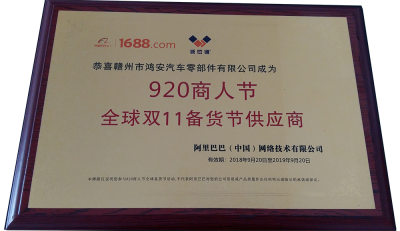 1688.com
恭喜赣州市鸿安汽车零部件有限公司成为
920商人节
全球双11备货节供应商
阿里巴巴（中国）网络技术有限公司
有效期：2018年9月20日至2019年9月20日